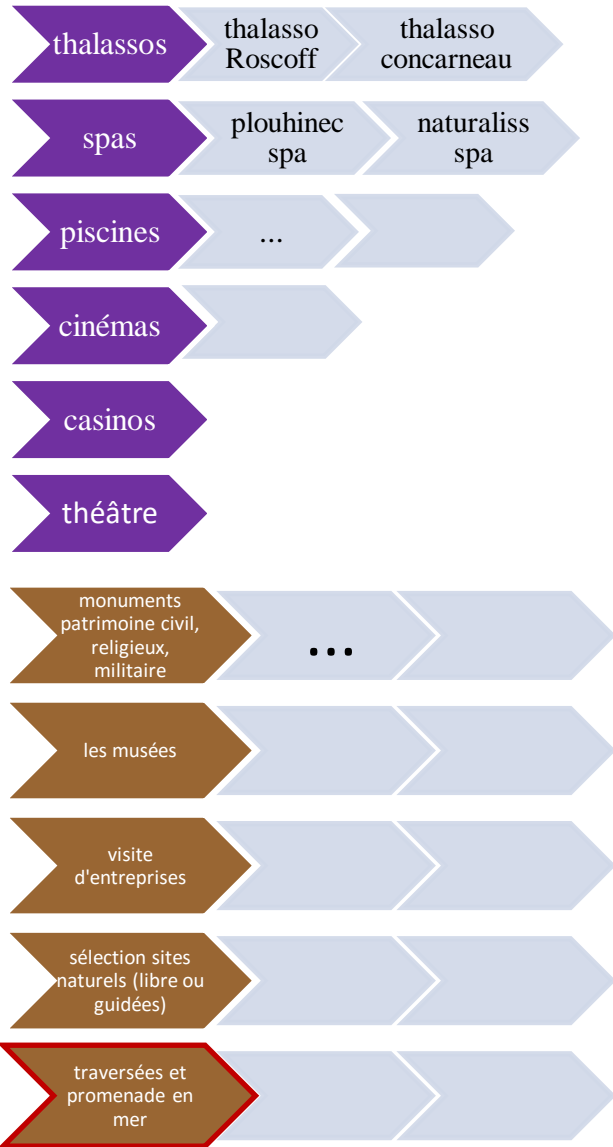 thalassos
thalasso
Roscoff
thalasso
concarneau
spas
plouhinec
spa
naturaliss
spa
piscines
...
cinémas
casinos
théâtre
monuments
patrimoine civil,
religieux,
militaire
...
les musées
visite
d'entreprises
sélection sites
naturels (libre ou
guidées)
traversées et
promenade en
mer